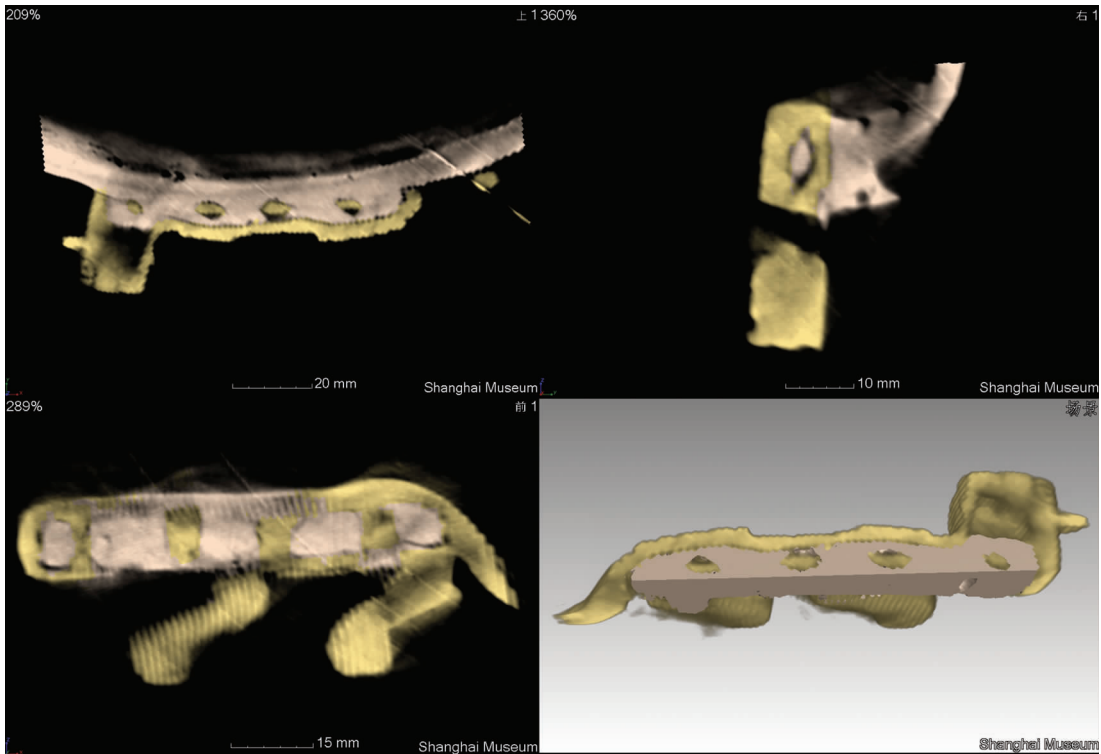 209%
上 1
20 mm
Shanghai Museum
360%
右 1
10 mm
Shanghai Museum
289%
前 1
15 mm
Shanghai Museum
场景
Shanghai Museum